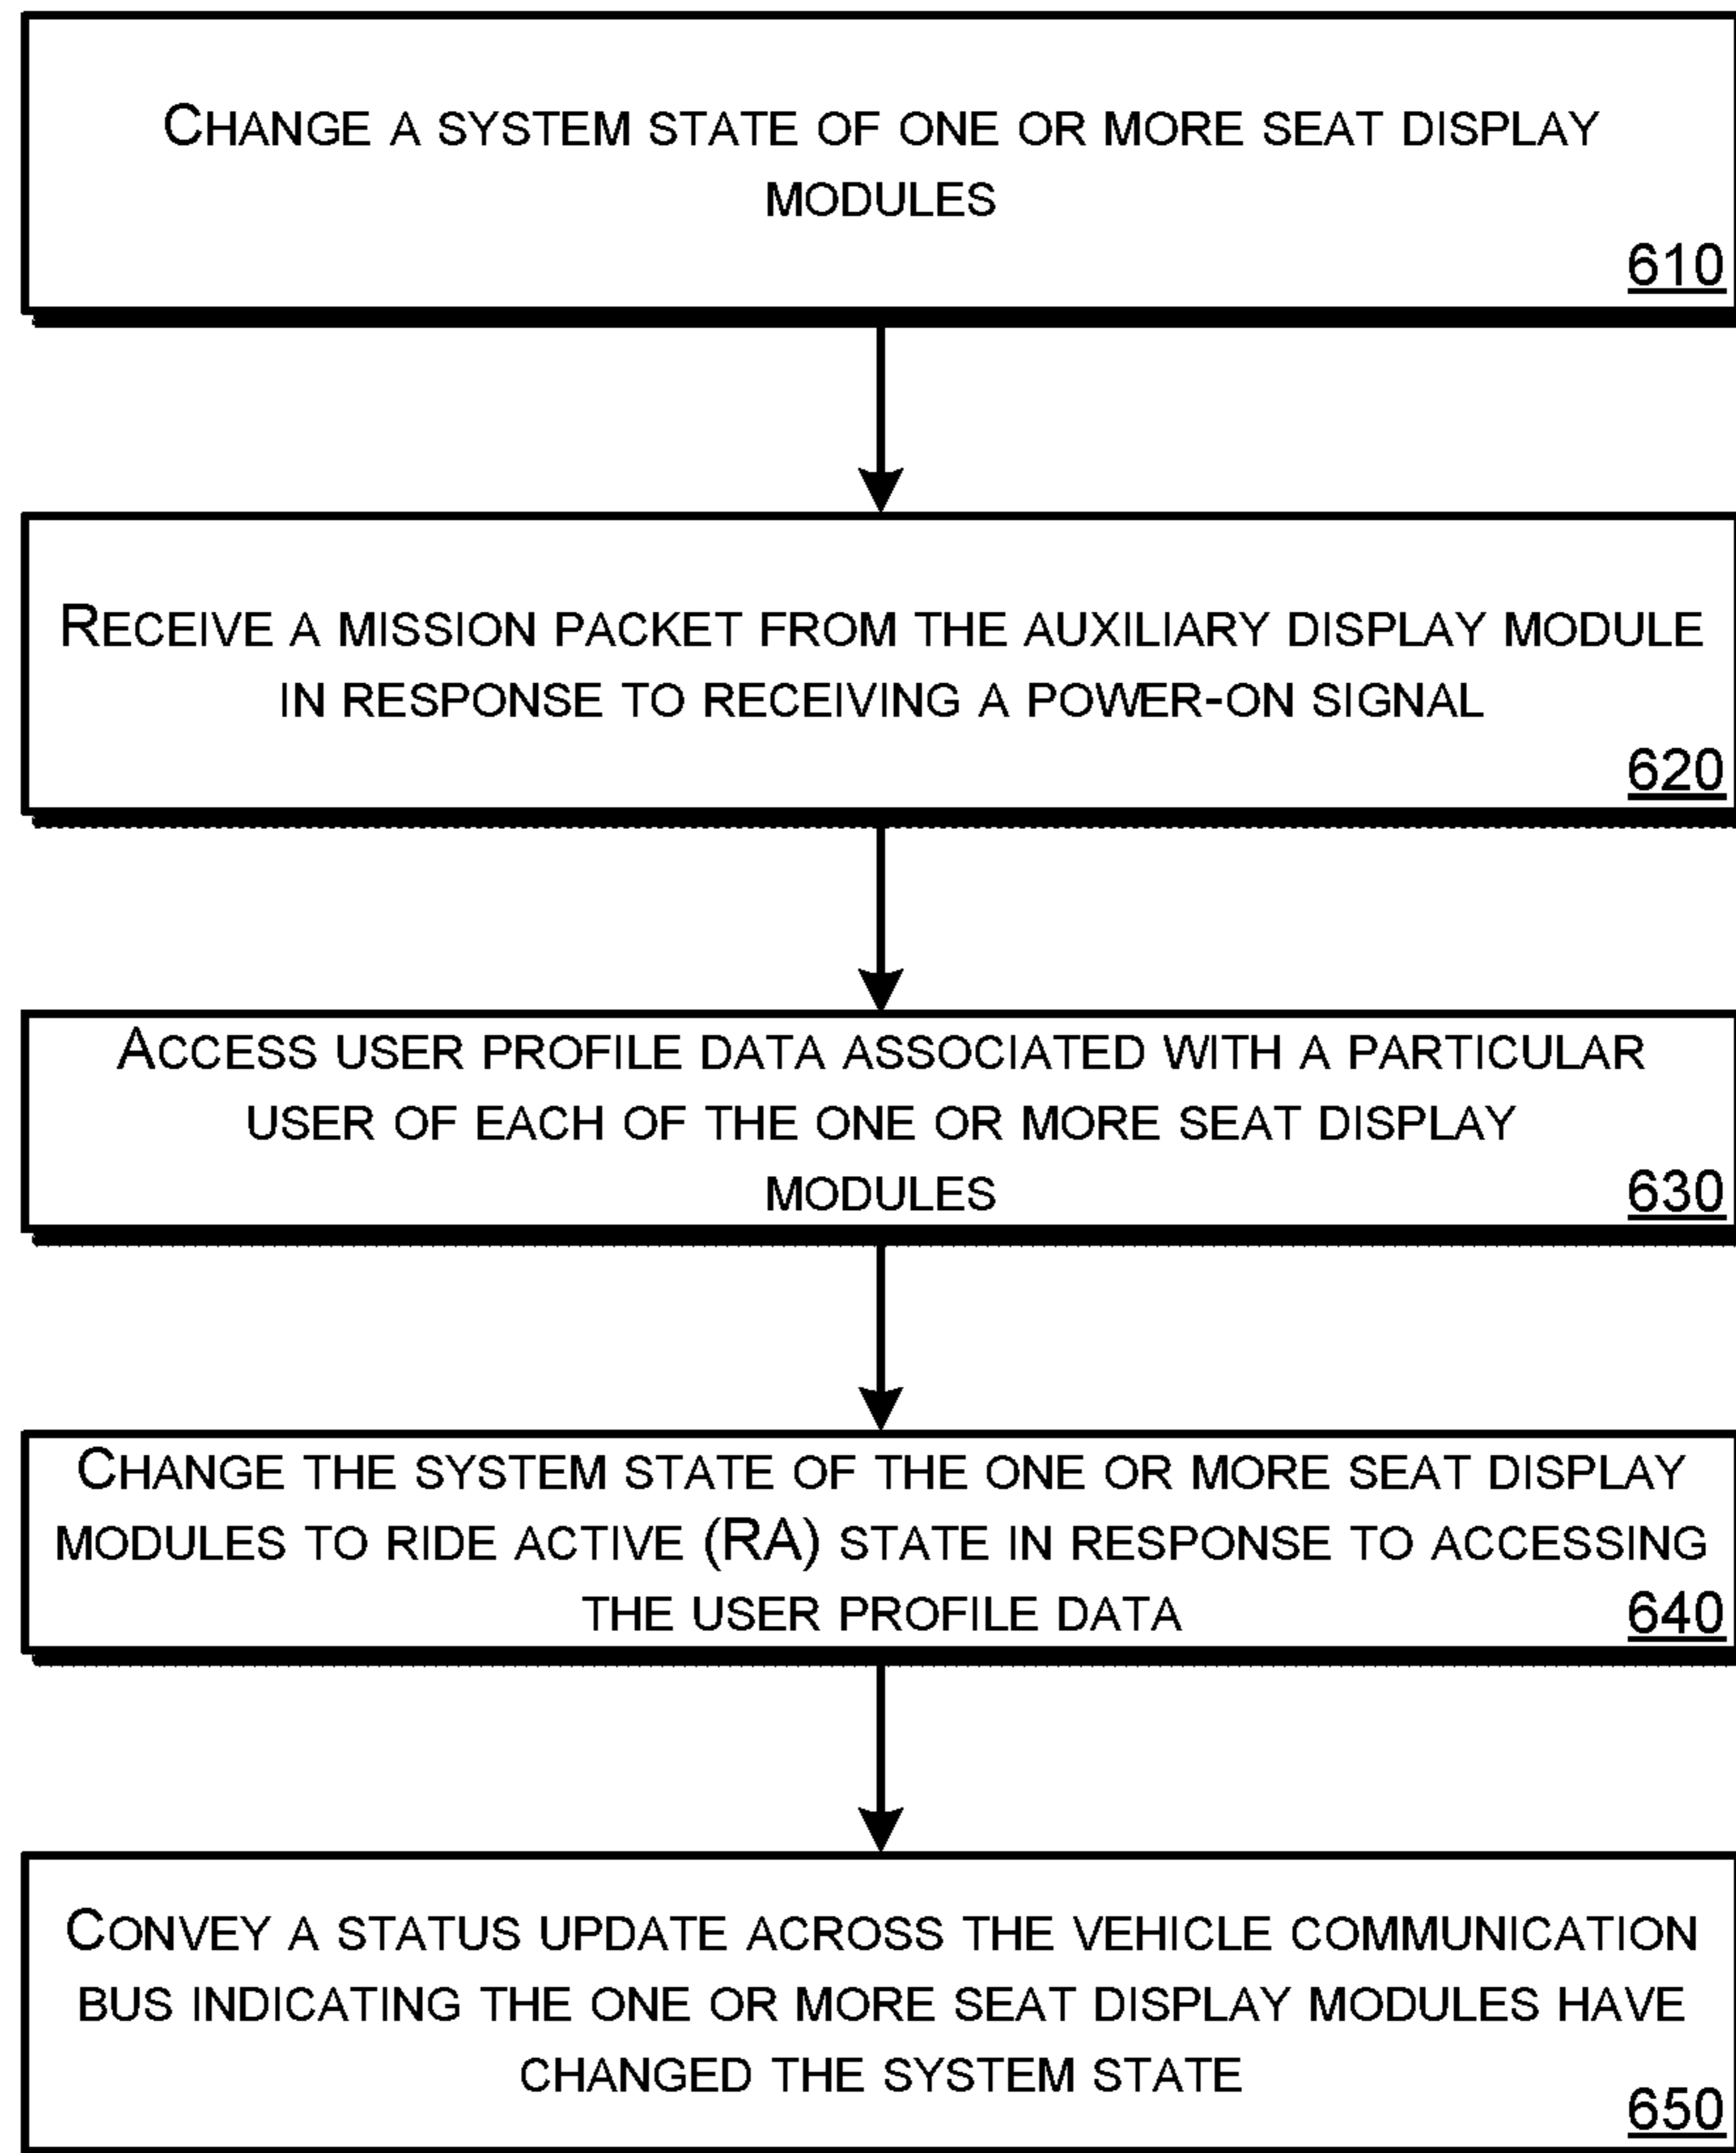 CHANGE A SYSTEM STATE OF ONE OR MORE SEAT DISPLAY
MODULES
610
RECEIVE A MISSION PACKET FROM THE AUXILIARY DISPLAY MODULE
IN RESPONSE TO RECEIVING A POWER-ON SIGNAL
620
ACCESS USER PROFILE DATA ASSOCIATED WITH A PARTICULAR
USER OF EACH OF THE ONE OR MORE SEAT DISPLAY
MODULES
630
CHANGE THE SYSTEM STATE OF THE ONE OR MORE SEAT DISPLAY
MODULES TO RIDE ACTIVE (RA) STATE IN RESPONSE TO ACCESSING
THE USER PROFILE DATA
640
CONVEY A STATUS UPDATE ACROSS THE VEHICLE COMMUNICATION
BUS INDICATING THE ONE OR MORE SEAT DISPLAY MODULES HAVE
CHANGED THE SYSTEM STATE
650